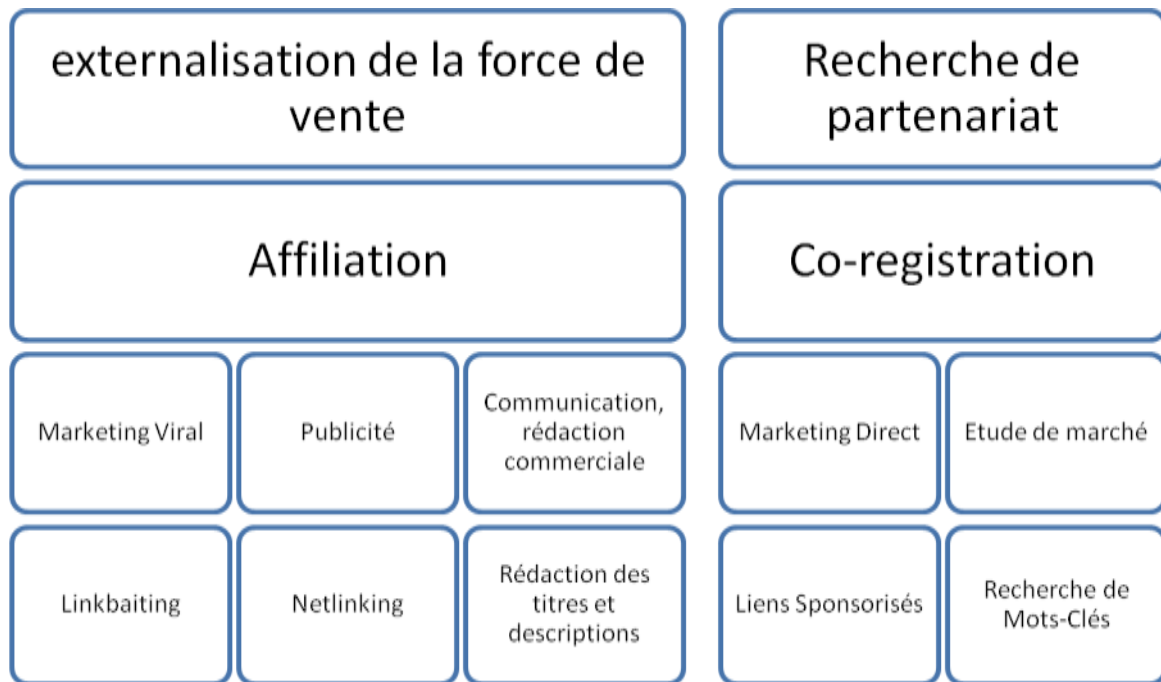 externalisation de la force de
vente
Recherche de
partenariat
Affiliation
Co-registration
Marketing Viral
Publicité
Communication,
rédaction
commerciale
Marketing Direct
Etude de marché
Linkbaiting
Netlinking
Rédaction des
titres et
descriptions
Liens Sponsorisés
Recherche de
Mots-Clés